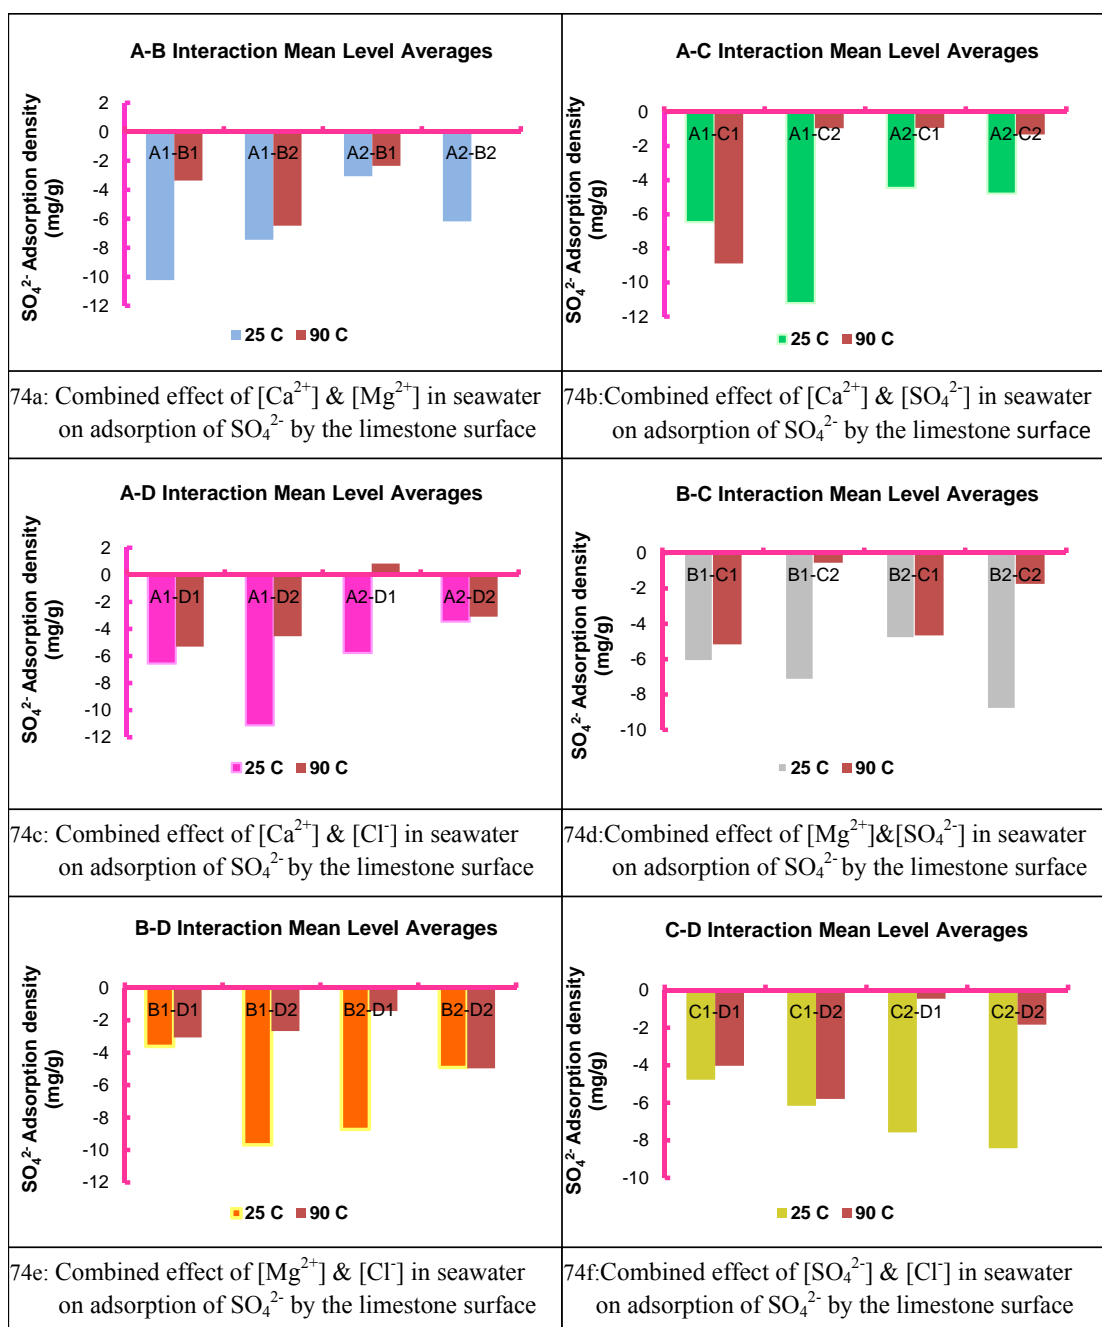 A-B Interaction Mean Level Averages
SO₄²⁻ Adsorption density
(mg/g)
2
0
-2
-4
-6
-8
-10
-12
A1-B1 A1-B2 A2-B1 A2-B2
25 C 90 C
74a: Combined effect of [Ca²⁺] & [Mg²⁺] in seawater
on adsorption of SO₄²⁻ by the limestone surface
A-C Interaction Mean Level Averages
SO₄²⁻ Adsorption density
(mg/g)
0
-2
-4
-6
-8
-10
-12
A1-C1 A1-C2 A2-C1 A2-C2
25 C 90 C
74b:Combined effect of [Ca²⁺] & [SO₄²⁻] in seawater
on adsorption of SO₄²⁻ by the limestone surface
A-D Interaction Mean Level Averages
SO₄²⁻ Adsorption density
(mg/g)
2
0
-2
-4
-6
-8
-10
-12
A1-D1 A1-D2 A2-D1 A2-D2
25 C 90 C
74c: Combined effect of [Ca²⁺] & [Cl⁻] in seawater
on adsorption of SO₄²⁻ by the limestone surface
B-C Interaction Mean Level Averages
SO₄²⁻ Adsorption density
(mg/g)
0
-2
-4
-6
-8
-10
B1-C1 B1-C2 B2-C1 B2-C2
25 C 90 C
74d:Combined effect of [Mg²⁺]&[SO₄²⁻] in seawater
on adsorption of SO₄²⁻ by the limestone surface
B-D Interaction Mean Level Averages
SO₄²⁻ Adsorption density
(mg/g)
0
-2
-4
-6
-8
-10
-12
B1-D1 B1-D2 B2-D1 B2-D2
25 C 90 C
74e: Combined effect of [Mg²⁺] & [Cl⁻] in seawater
on adsorption of SO₄²⁻ by the limestone surface
C-D Interaction Mean Level Averages
SO₄²⁻ Adsorption density
(mg/g)
0
-2
-4
-6
-8
-10
C1-D1 C1-D2 C2-D1 C2-D2
25 C 90 C
74f:Combined effect of [SO₄²⁻] & [Cl⁻] in seawater
on adsorption of SO₄²⁻ by the limestone surface